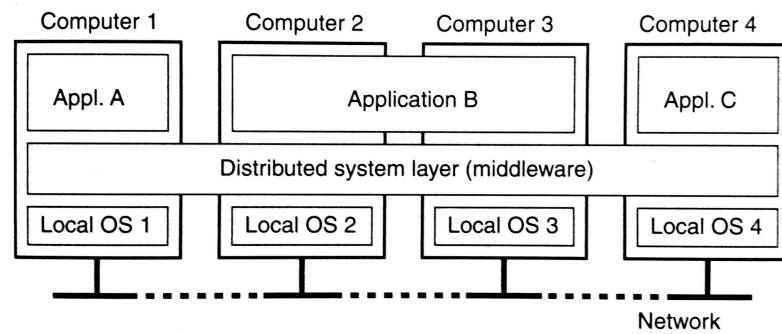 Computer 1
Computer 2
Computer 3
Computer 4
Appl. A
Application B
Appl. C
Distributed system layer (middleware)
Local OS 1
Local OS 2
Local OS 3
Local OS 4
Network